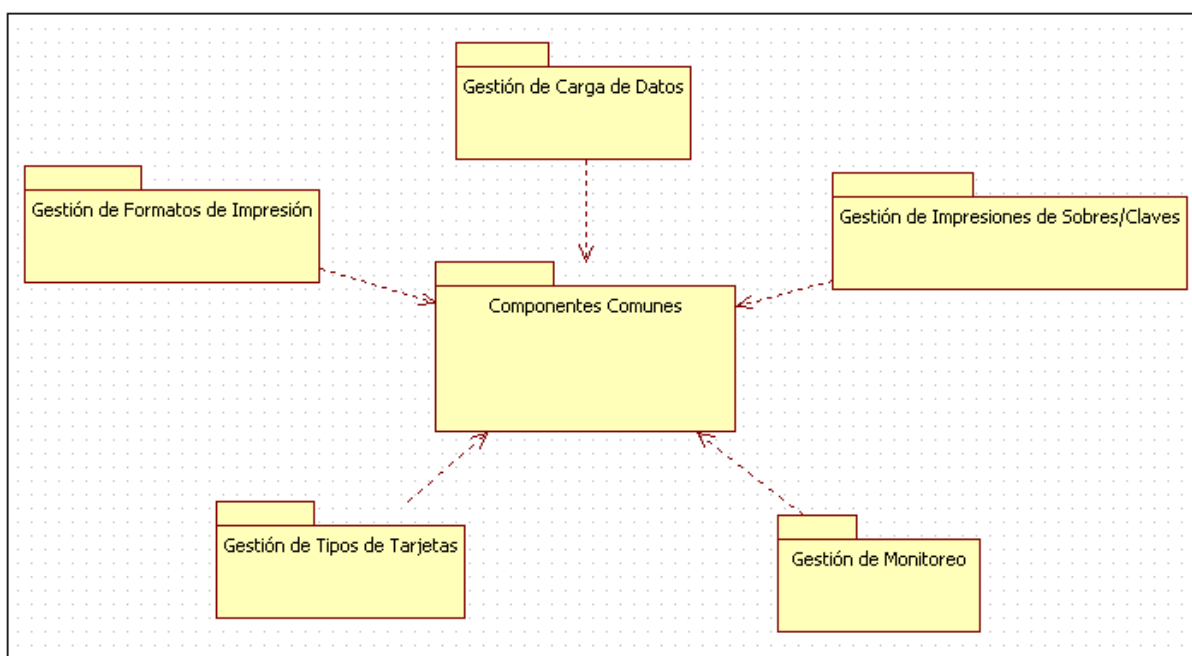 Gestión de Carga de Datos
Gestión de Formatos de Impresión
Gestión de Impresiones de Sobres/Claves
Componentes Comunes
Gestión de Tipos de Tarjetas
Gestión de Monitoreo